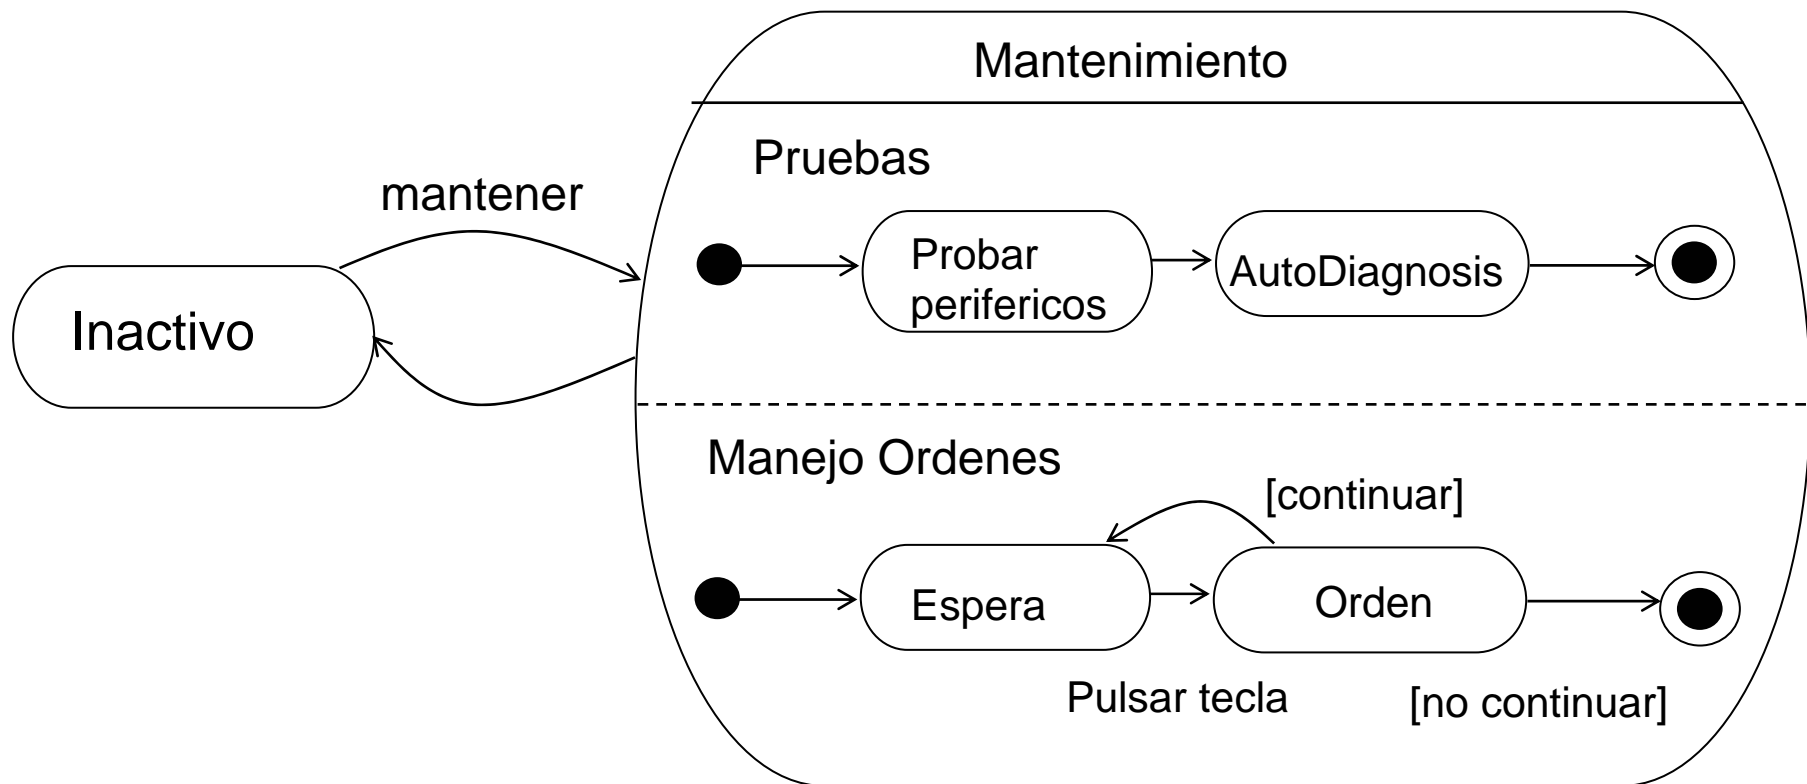 Mantenimiento
Pruebas
mantener
Probar
perifericos
AutoDiagnosis
Inactivo
Manejo Ordenes
[continuar]
Espera
Orden
Pulsar tecla
[no continuar]